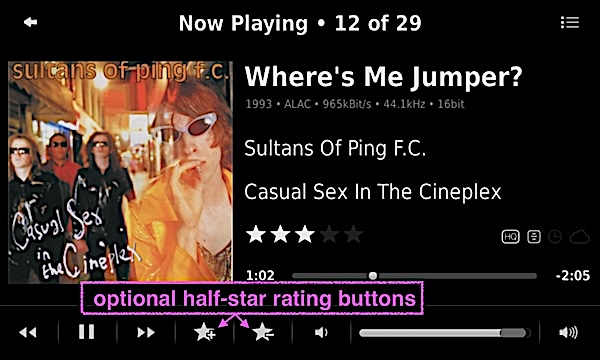 Now Playing • 12 of 29
sultans of ping f.c.
Casual Sex
in
the Cineplex
Where's Me Jumper?
1993 • ALAC • 965kBit/s • 44.1kHz • 16bit
Sultans Of Ping F.C.
Casual Sex In The Cineplex
HQ
1:02
-2:05
optional half-star rating buttons